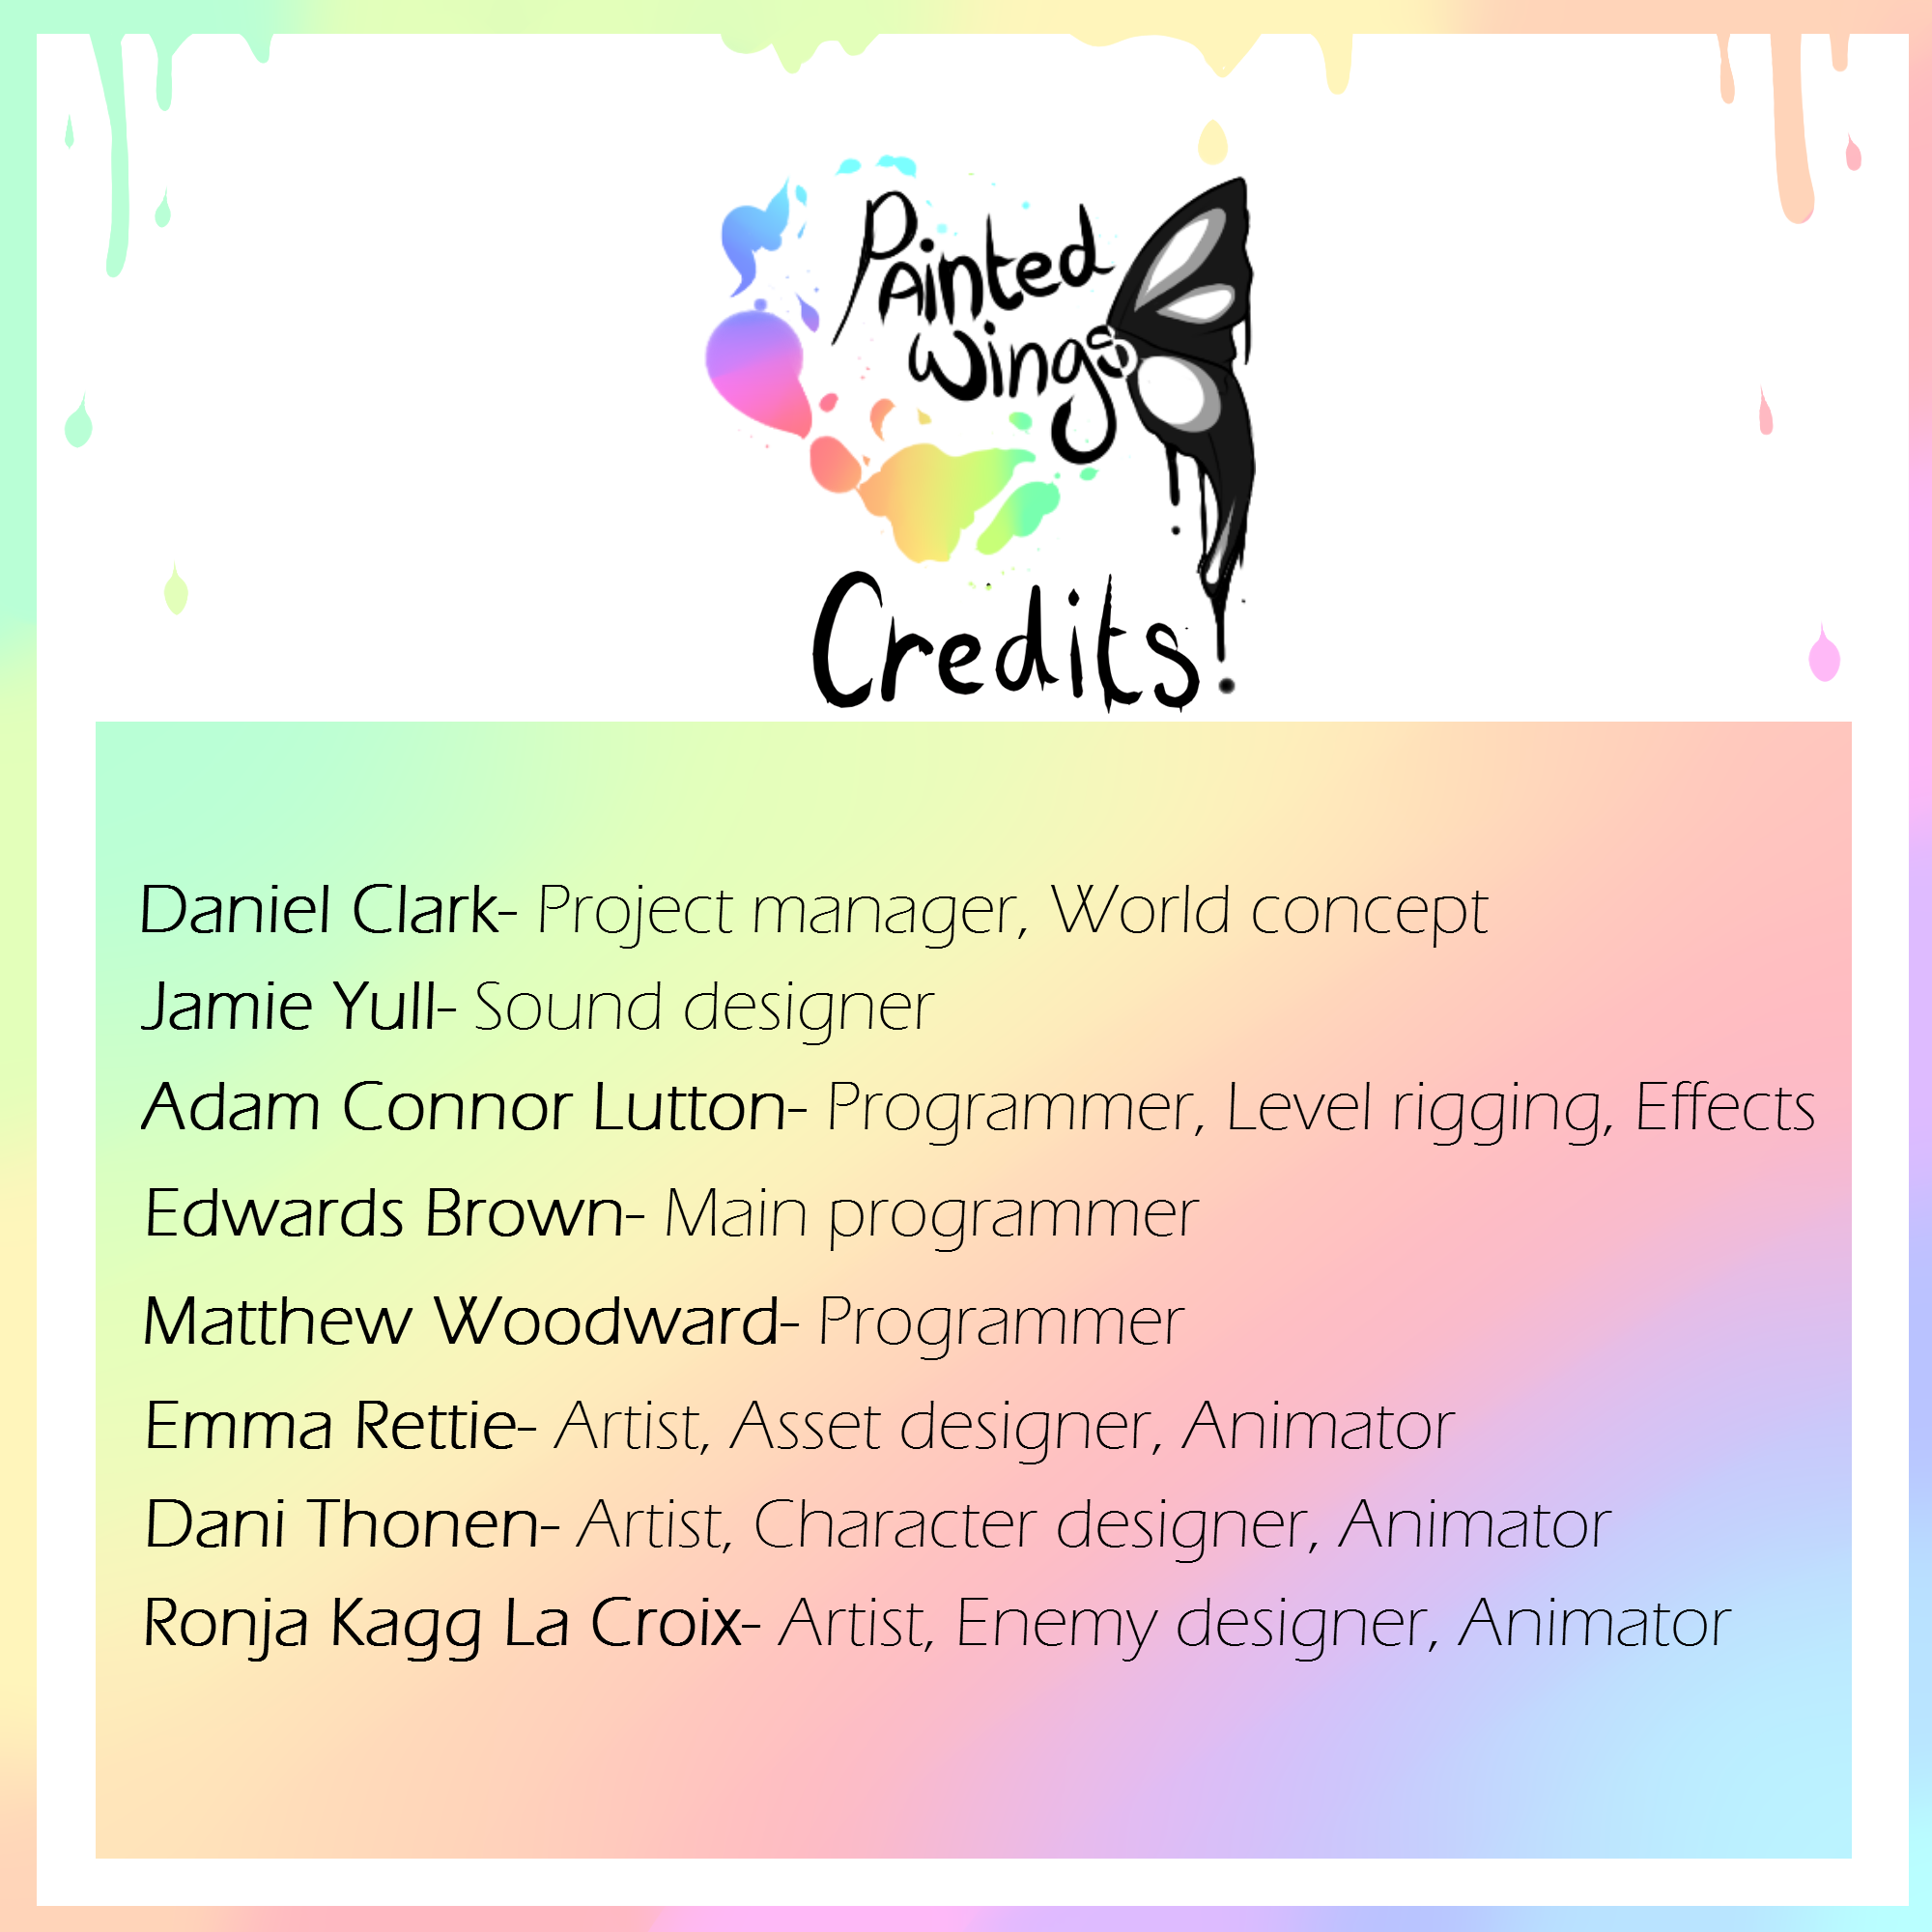 Painted
Wings
Credits!
Daniel Clark- Project manager, World concept
Jamie Yull- Sound designer
Adam Connor Lutton- Programmer, Level rigging, Effects
Edwards Brown- Main programmer
Matthew Woodward- Programmer
Emma Rettie- Artist, Asset designer, Animator
Dani Thonen- Artist, Character designer, Animator
Ronja Kagg La Croix- Artist, Enemy designer, Animator